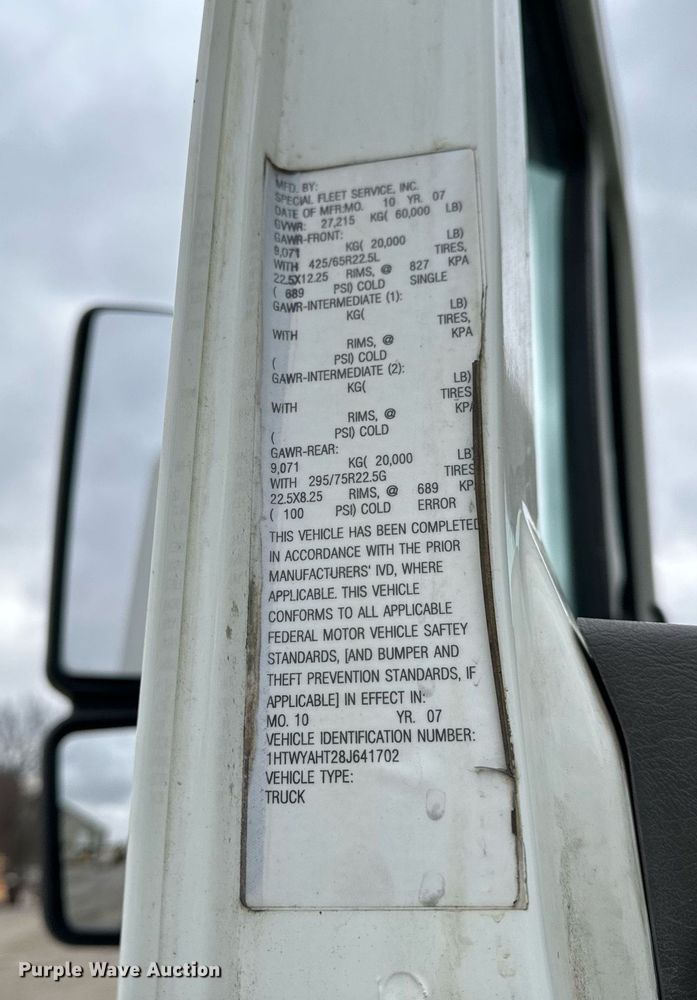 MFD. BY:
SPECIAL FLEET SERVICE, INC.
DATE OF MFR:MO. 10 YR. 07
GVWR: 27,215 KG( 60,000 LB)
GAWR-FRONT:
9,071 KG( 20,000 LB)
WITH 425/65R22.5L TIRES,
22.5X12.25 RIMS, @ 827 KPA
( 689 PSI) COLD SINGLE
GAWR-INTERMEDIATE (1):
KG( LB)
WITH TIRES,
RIMS, @ KPA
( PSI) COLD
GAWR-INTERMEDIATE (2):
KG( LB)
WITH TIRES
RIMS, @ KPA
( PSI) COLD
GAWR-REAR:
9,071 KG( 20,000 LB)
WITH 295/75R22.5G TIRES
22.5X8.25 RIMS, @ 689 KP
( 100 PSI) COLD ERROR
THIS VEHICLE HAS BEEN COMPLETED
IN ACCORDANCE WITH THE PRIOR
MANUFACTURERS' IVD, WHERE
APPLICABLE. THIS VEHICLE
CONFORMS TO ALL APPLICABLE
FEDERAL MOTOR VEHICLE SAFTEY
STANDARDS, [AND BUMPER AND
THEFT PREVENTION STANDARDS, IF
APPLICABLE] IN EFFECT IN:
MO. 10 YR. 07
VEHICLE IDENTIFICATION NUMBER:
1HTWYAHT28J641702
VEHICLE TYPE:
TRUCK
Purple Wave Auction